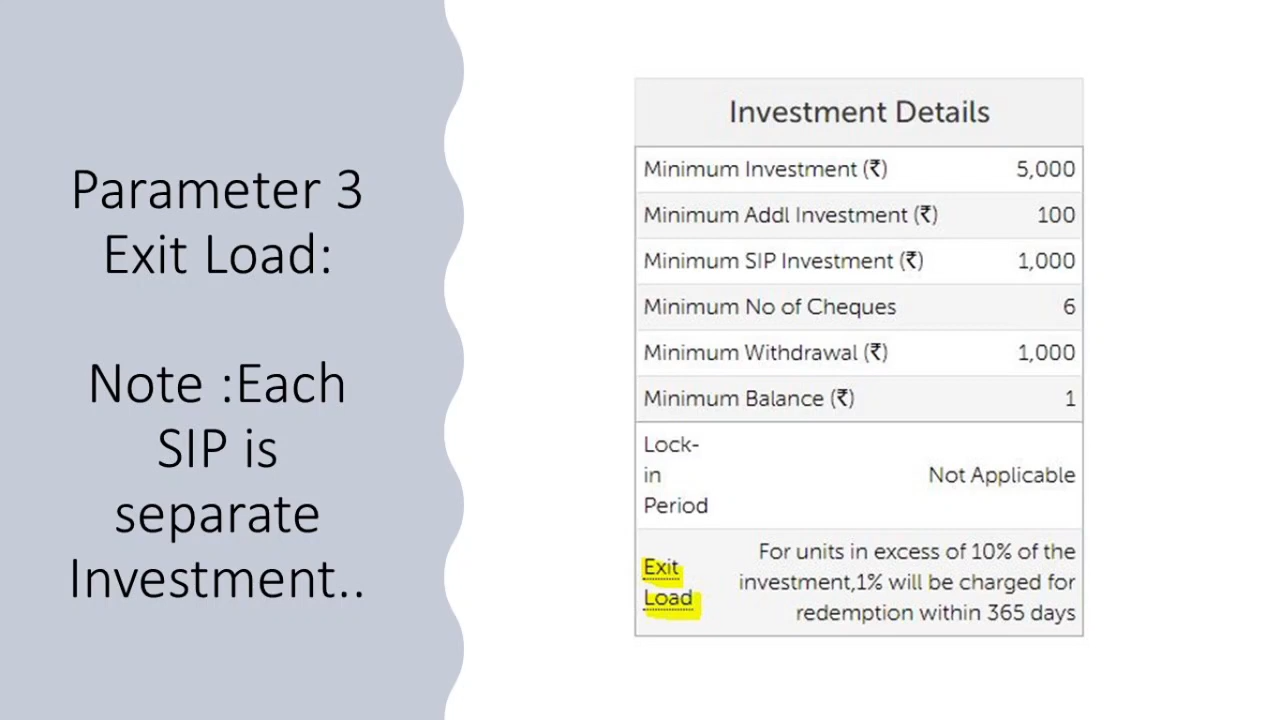 Parameter 3
Exit Load:
Note :Each
SIP is
separate
Investment..
Investment Details
Minimum Investment (₹) 5,000
Minimum Addl Investment (₹) 100
Minimum SIP Investment (₹) 1,000
Minimum No of Cheques 6
Minimum Withdrawal (₹) 1,000
Minimum Balance (₹) 1
Lock-
in
Period
Not Applicable
Exit
Load
For units in excess of 10% of the
investment,1% will be charged for
redemption within 365 days